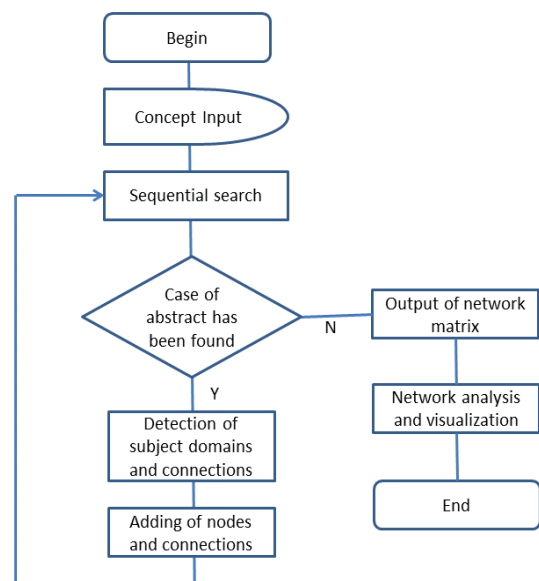 Begin
Concept Input
Sequential search
Case of
abstract has
been found
N
Y
Output of network
matrix
Detection of
subject domains
and connections
Network analysis
and visualization
Adding of nodes
and connections
End